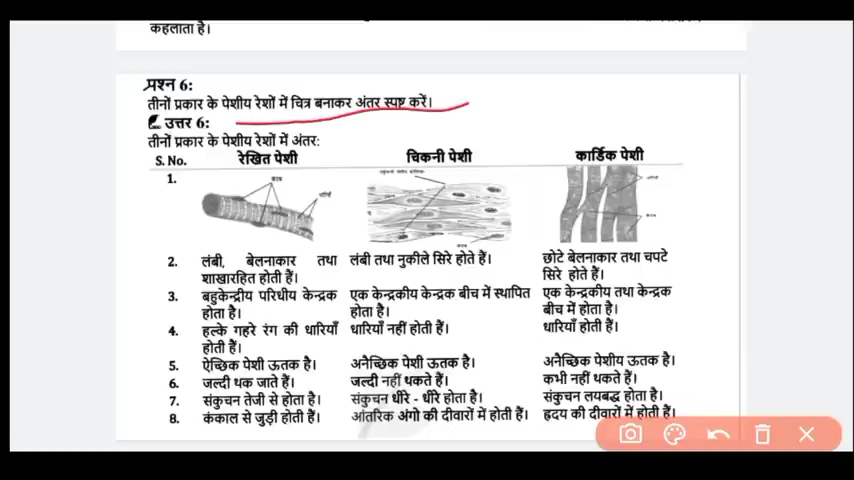 कहलाता है।
प्रश्न 6:
तीनों प्रकार के पेशीय रेशों में चित्र बनाकर अंतर स्पष्ट करें।
उत्तर 6:
तीनों प्रकार के पेशीय रेशों में अंतर:
S. No. रेखित पेशी चिकनी पेशी कार्डिक पेशी
1.
2. लंबी, बेलनाकार तथा शाखारहित होती हैं। लंबी तथा नुकीले सिरे होते हैं। छोटे बेलनाकार तथा चपटे सिरे होते हैं।
3. बहुकेन्द्रीय परिधीय केन्द्रक होता है। एक केन्द्रकीय केन्द्रक बीच में स्थापित होता है। एक केन्द्रकीय तथा केन्द्रक बीच में होता है।
4. हल्के गहरे रंग की धारियाँ होती हैं। धारियाँ नहीं होती हैं। धारियाँ होती हैं।
5. ऐच्छिक पेशी ऊतक है। अनैच्छिक पेशी ऊतक है। अनैच्छिक पेशीय ऊतक है।
6. जल्दी थक जाते हैं। जल्दी नहीं थकते हैं। कभी नहीं थकते हैं।
7. संकुचन तेजी से होता है। संकुचन धीरे - धीरे होता है। संकुचन लयबद्ध होता है।
8. कंकाल से जुड़ी होती हैं। आंतरिक अंगो की दीवारों में होती हैं। ह्रदय की दीवारों में होती हैं।